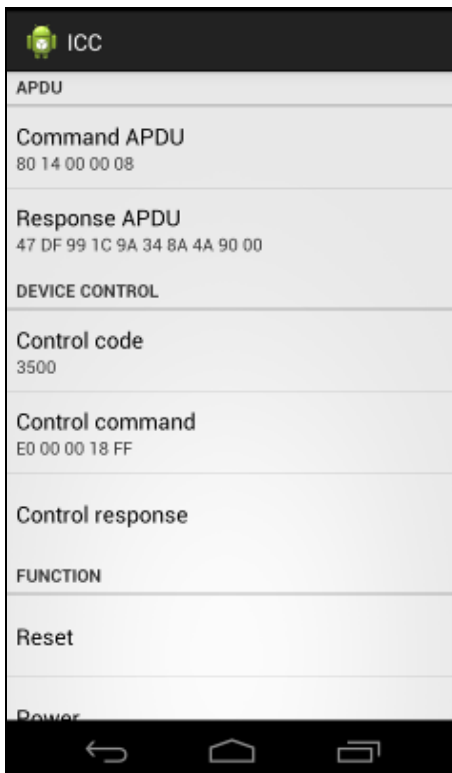 ICC
APDU
Command APDU
80 14 00 00 08
Response APDU
47 DF 99 1C 9A 34 8A 4A 90 00
DEVICE CONTROL
Control code
3500
Control command
E0 00 00 18 FF
Control response
FUNCTION
Reset
Power